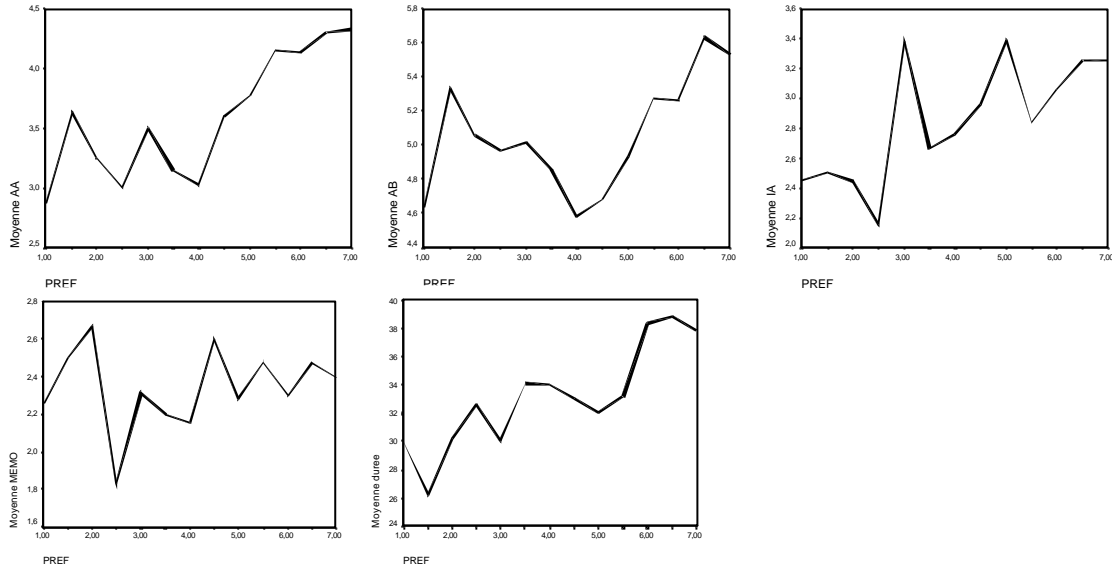 4,5
4,0
3,5
3,0
2,5
Moyenne AA
1,00 2,00 3,00 4,00 5,00 6,00 7,00
PREF
5,8
5,6
5,4
5,2
5,0
4,8
4,6
4,4
Moyenne AB
1,00 2,00 3,00 4,00 5,00 6,00 7,00
PREF
3,6
3,4
3,2
3,0
2,8
2,6
2,4
2,2
2,0
Moyenne IA
1,00 2,00 3,00 4,00 5,00 6,00 7,00
PREF
2,8
2,6
2,4
2,2
2,0
1,8
1,6
Moyenne MEMO
1,00 2,00 3,00 4,00 5,00 6,00 7,00
PREF
40
38
36
34
32
30
28
26
24
Moyenne duree
1,00 2,00 3,00 4,00 5,00 6,00 7,00
PREF